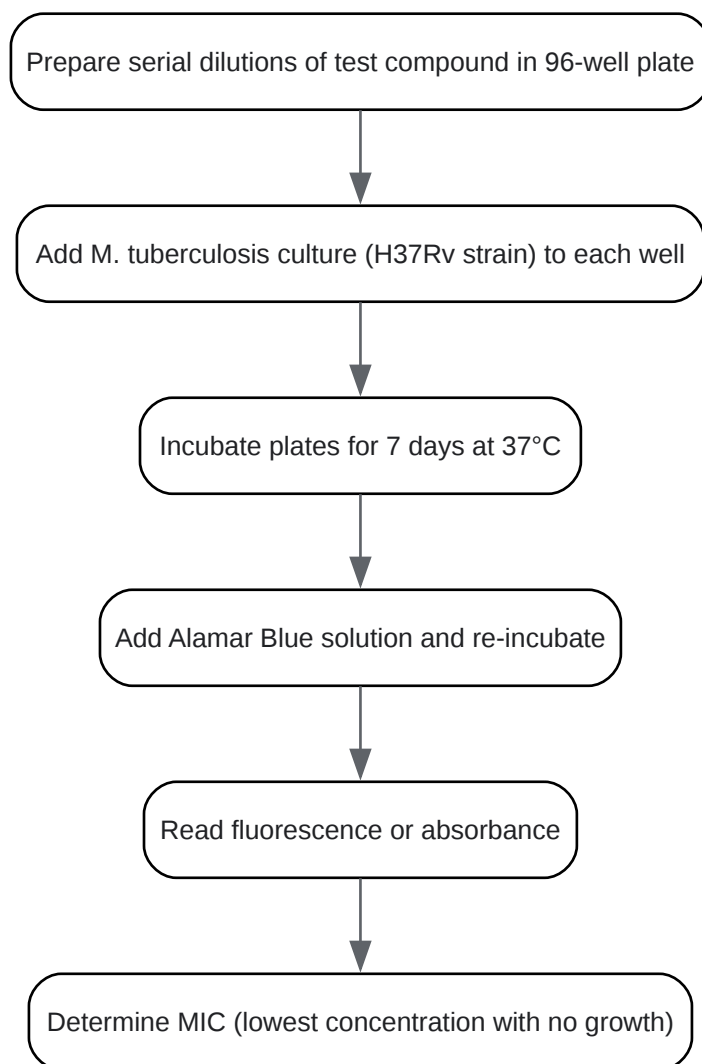 Prepare serial dilutions of test compound in 96-well plate
Add M. tuberculosis culture (H37Rv strain) to each well
Incubate plates for 7 days at 37°C
Add Alamar Blue solution and re-incubate
Read fluorescence or absorbance
Determine MIC (lowest concentration with no growth)